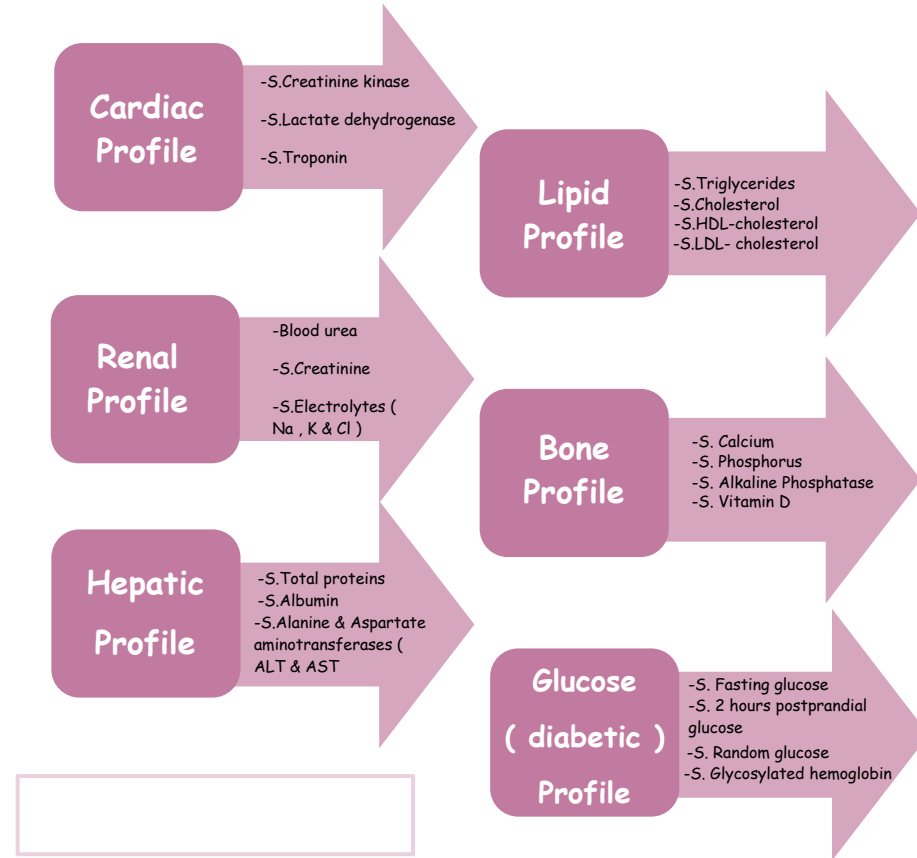 Cardiac
Profile
-S.Creatinine kinase
-S.Lactate dehydrogenase
-S.Troponin
Lipid
Profile
-S.Triglycerides
-S.Cholesterol
-S.HDL-cholesterol
-S.LDL- cholesterol
Renal
Profile
-Blood urea
-S.Creatinine
-S.Electrolytes (
Na , K & Cl )
Bone
Profile
-S. Calcium
-S. Phosphorus
-S. Alkaline Phosphatase
-S. Vitamin D
Hepatic
Profile
-S.Total proteins
-S.Albumin
-S.Alanine & Aspartate
aminotransferases (
ALT & AST
Glucose
( diabetic )
Profile
-S. Fasting glucose
-S. 2 hours postprandial
glucose
-S. Random glucose
-S. Glycosylated hemoglobin